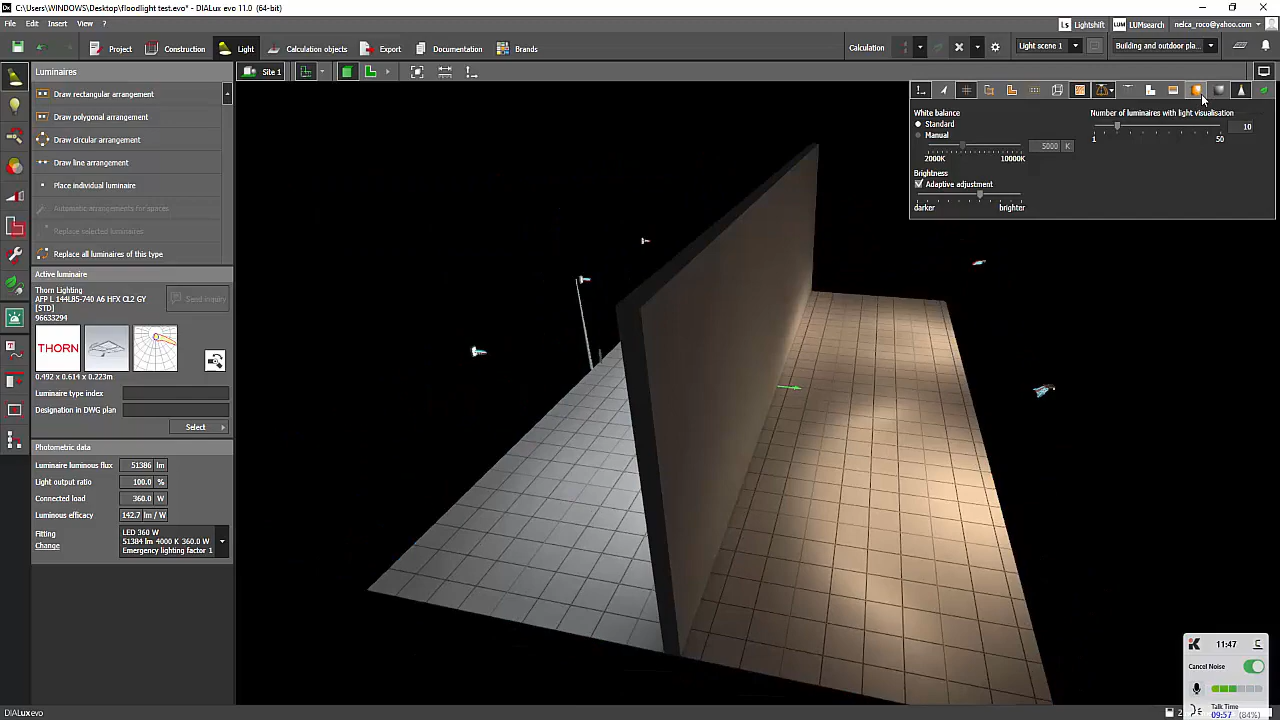 C:\Users\WINDOWS\Desktop\floodlight test.evo* - DIALux evo 11.0 (64-bit)
File Edit Insert View ?
Lightshift LUMsearch nelca_roco@yahoo.com
Project Construction Light Calculation objects Export Documentation Brands
Calculation Light scene 1 Building and outdoor pla...
Luminaires
Site 1
Draw rectangular arrangement
Draw polygonal arrangement
Draw circular arrangement
Draw line arrangement
Place individual luminaire
Automatic arrangements for spaces
Replace selected luminaires
Replace all luminaires of this type
White balance
Standard
Manual
5000 K
2000K 10000K
Brightness
Adaptive adjustment
darker brighter
Number of luminaires with light visualisation
10
1 50
Active luminaire
Thorn Lighting
AFP L 144L85-740 A6 HFX CL2 GY
[STD]
96633294
Send inquiry
THORN
0.492 x 0.614 x 0.223m
Luminaire type index
Designation in DWG plan
Select
Photometric data
Luminaire luminous flux 51386 lm
Light output ratio 100.0 %
Connected load 360.0 W
Luminous efficacy 142.7 lm / W
Fitting
Change
LED 360 W
51384 lm 4000 K 360.0 W
Emergency lighting factor 1
11:47
Cancel Noise
Talk Time
09:57 (84%)
DIALux evo